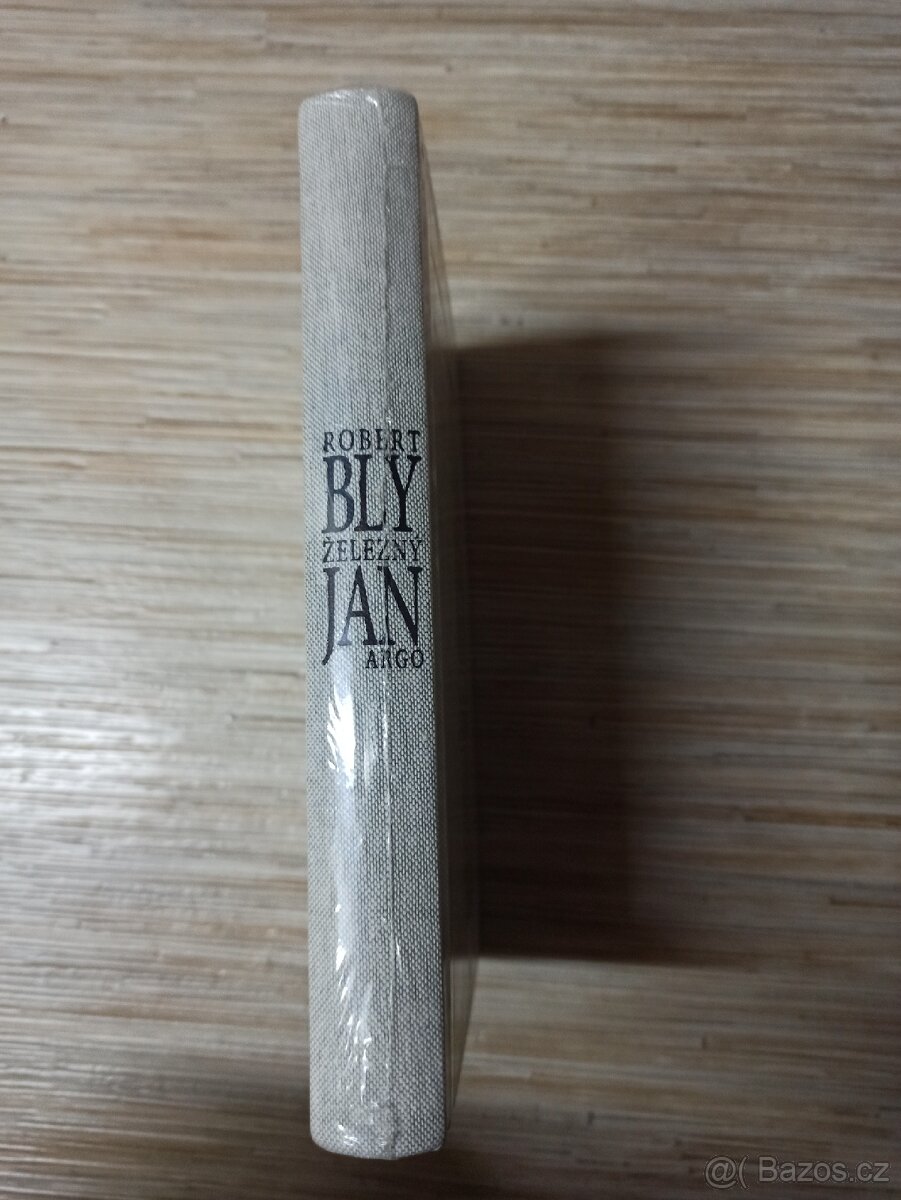 ROBERT
BLY
ŽELEZNÝ
JAN
ARGO
@( Bazos.cz